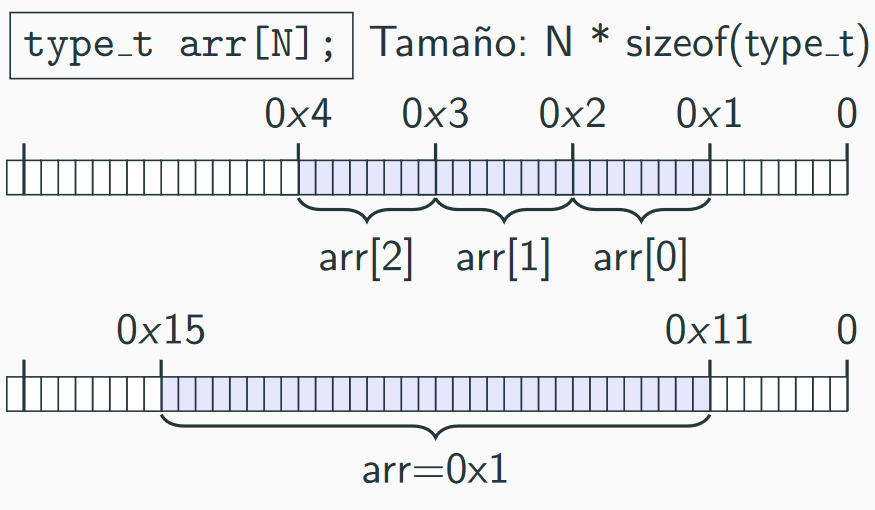 type_t arr[N]; Tamaño: N * sizeof(type_t)
0x4 0x3 0x2 0x1 0
arr[2] arr[1] arr[0]
0x15 0x11 0
arr=0x1